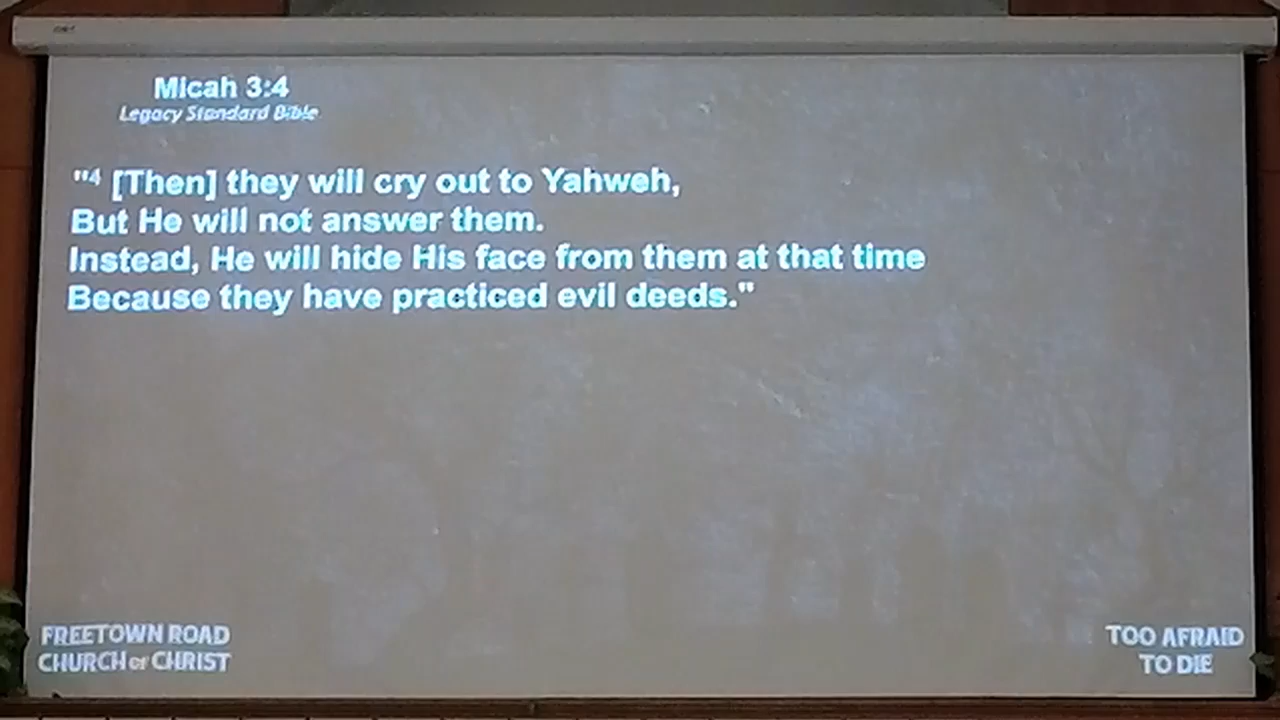 Micah 3:4
Legacy Standard Bible
"4 [Then] they will cry out to Yahweh,
But He will not answer them.
Instead, He will hide His face from them at that time
Because they have practiced evil deeds."
FREETOWN ROAD
CHURCH of CHRIST
TOO AFRAID
TO DIE